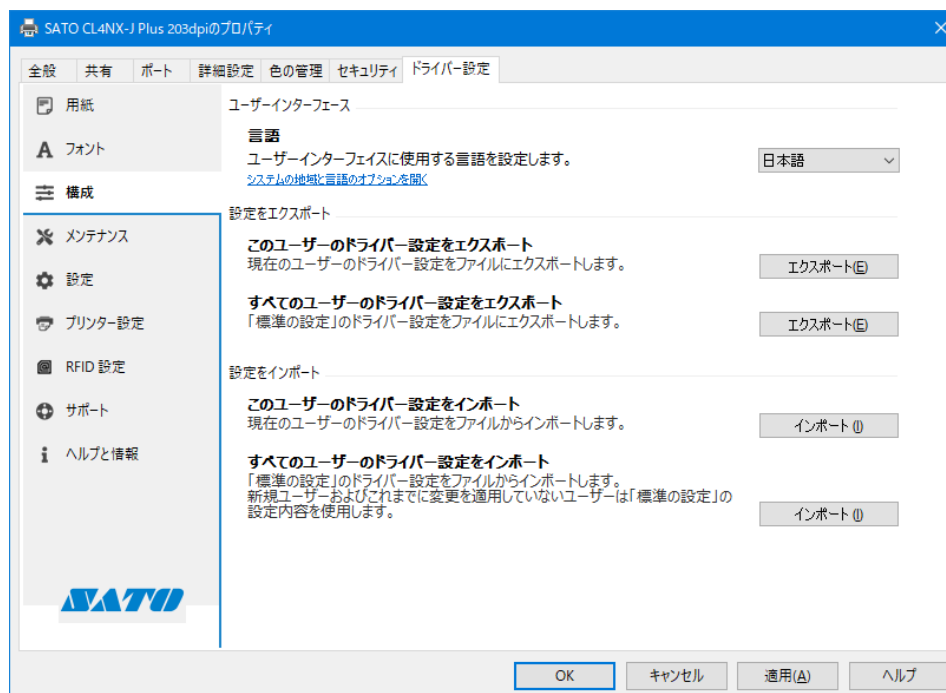 SATO CL4NX-J Plus 203dpiのプロパティ
全般 共有 ポート 詳細設定 色の管理 セキュリティ ドライバー設定
用紙
フォント
構成
メンテナンス
設定
プリンター設定
RFID 設定
サポート
ヘルプと情報
SATO
ユーザーインターフェース
言語
ユーザーインターフェイスに使用する言語を設定します。
日本語
システムの地域と言語のオプションを開く
設定をエクスポート
このユーザーのドライバー設定をエクスポート
現在のユーザーのドライバー設定をファイルにエクスポートします。
エクスポート(E)
すべてのユーザーのドライバー設定をエクスポート
「標準の設定」のドライバー設定をファイルにエクスポートします。
エクスポート(E)
設定をインポート
このユーザーのドライバー設定をインポート
現在のユーザーのドライバー設定をファイルからインポートします。
インポート(I)
すべてのユーザーのドライバー設定をインポート
「標準の設定」のドライバー設定をファイルからインポートします。
新規ユーザーおよびこれまでに変更を適用していないユーザーは「標準の設定」の
設定内容を使用します。
インポート(I)
OK キャンセル 適用(A) ヘルプ